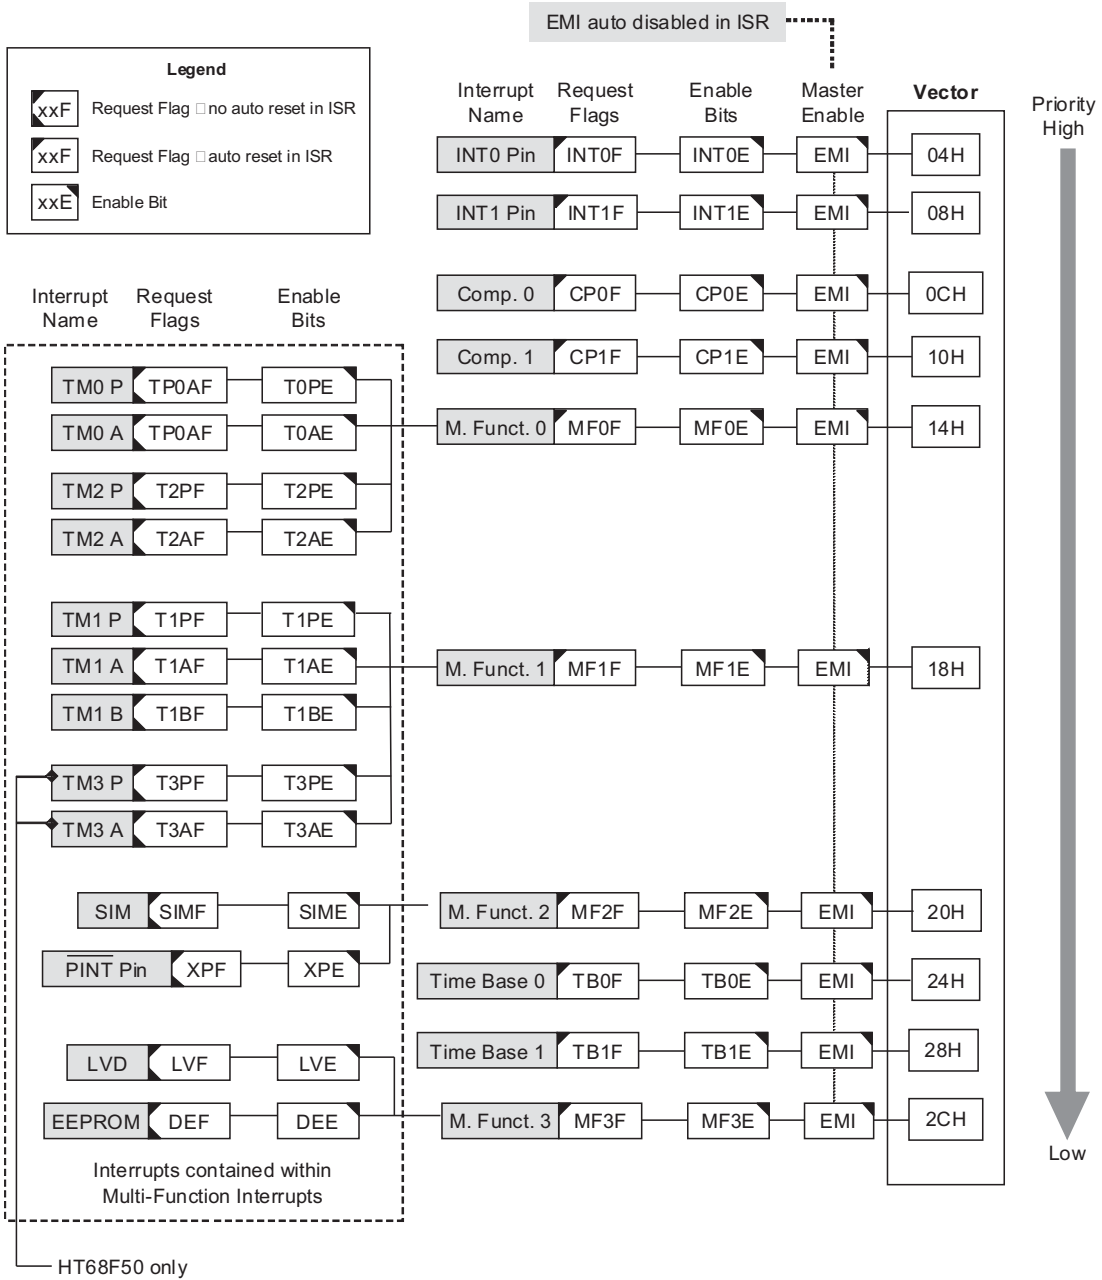 EMI auto disabled in ISR
Legend
xxF Request Flag □ no auto reset in ISR
xxF Request Flag □ auto reset in ISR
xxE Enable Bit
Interrupt Name Request Flags Enable Bits Master Enable Vector
Priority High
INT0 Pin INT0F INT0E EMI 04H
INT1 Pin INT1F INT1E EMI 08H
Comp. 0 CP0F CP0E EMI 0CH
Comp. 1 CP1F CP1E EMI 10H
M. Funct. 0 MF0F MF0E EMI 14H
M. Funct. 1 MF1F MF1E EMI 18H
M. Funct. 2 MF2F MF2E EMI 20H
Time Base 0 TB0F TB0E EMI 24H
Time Base 1 TB1F TB1E EMI 28H
M. Funct. 3 MF3F MF3E EMI 2CH
Low
Interrupt Name Request Flags Enable Bits
TM0 P TP0AF T0PE
TM0 A TP0AF T0AE
TM2 P T2PF T2PE
TM2 A T2AF T2AE
TM1 P T1PF T1PE
TM1 A T1AF T1AE
TM1 B T1BF T1BE
TM3 P T3PF T3PE
TM3 A T3AF T3AE
SIM SIMF SIME
PINT Pin XPF XPE
LVD LVF LVE
EEPROM DEF DEE
Interrupts contained within
Multi-Function Interrupts
HT68F50 only